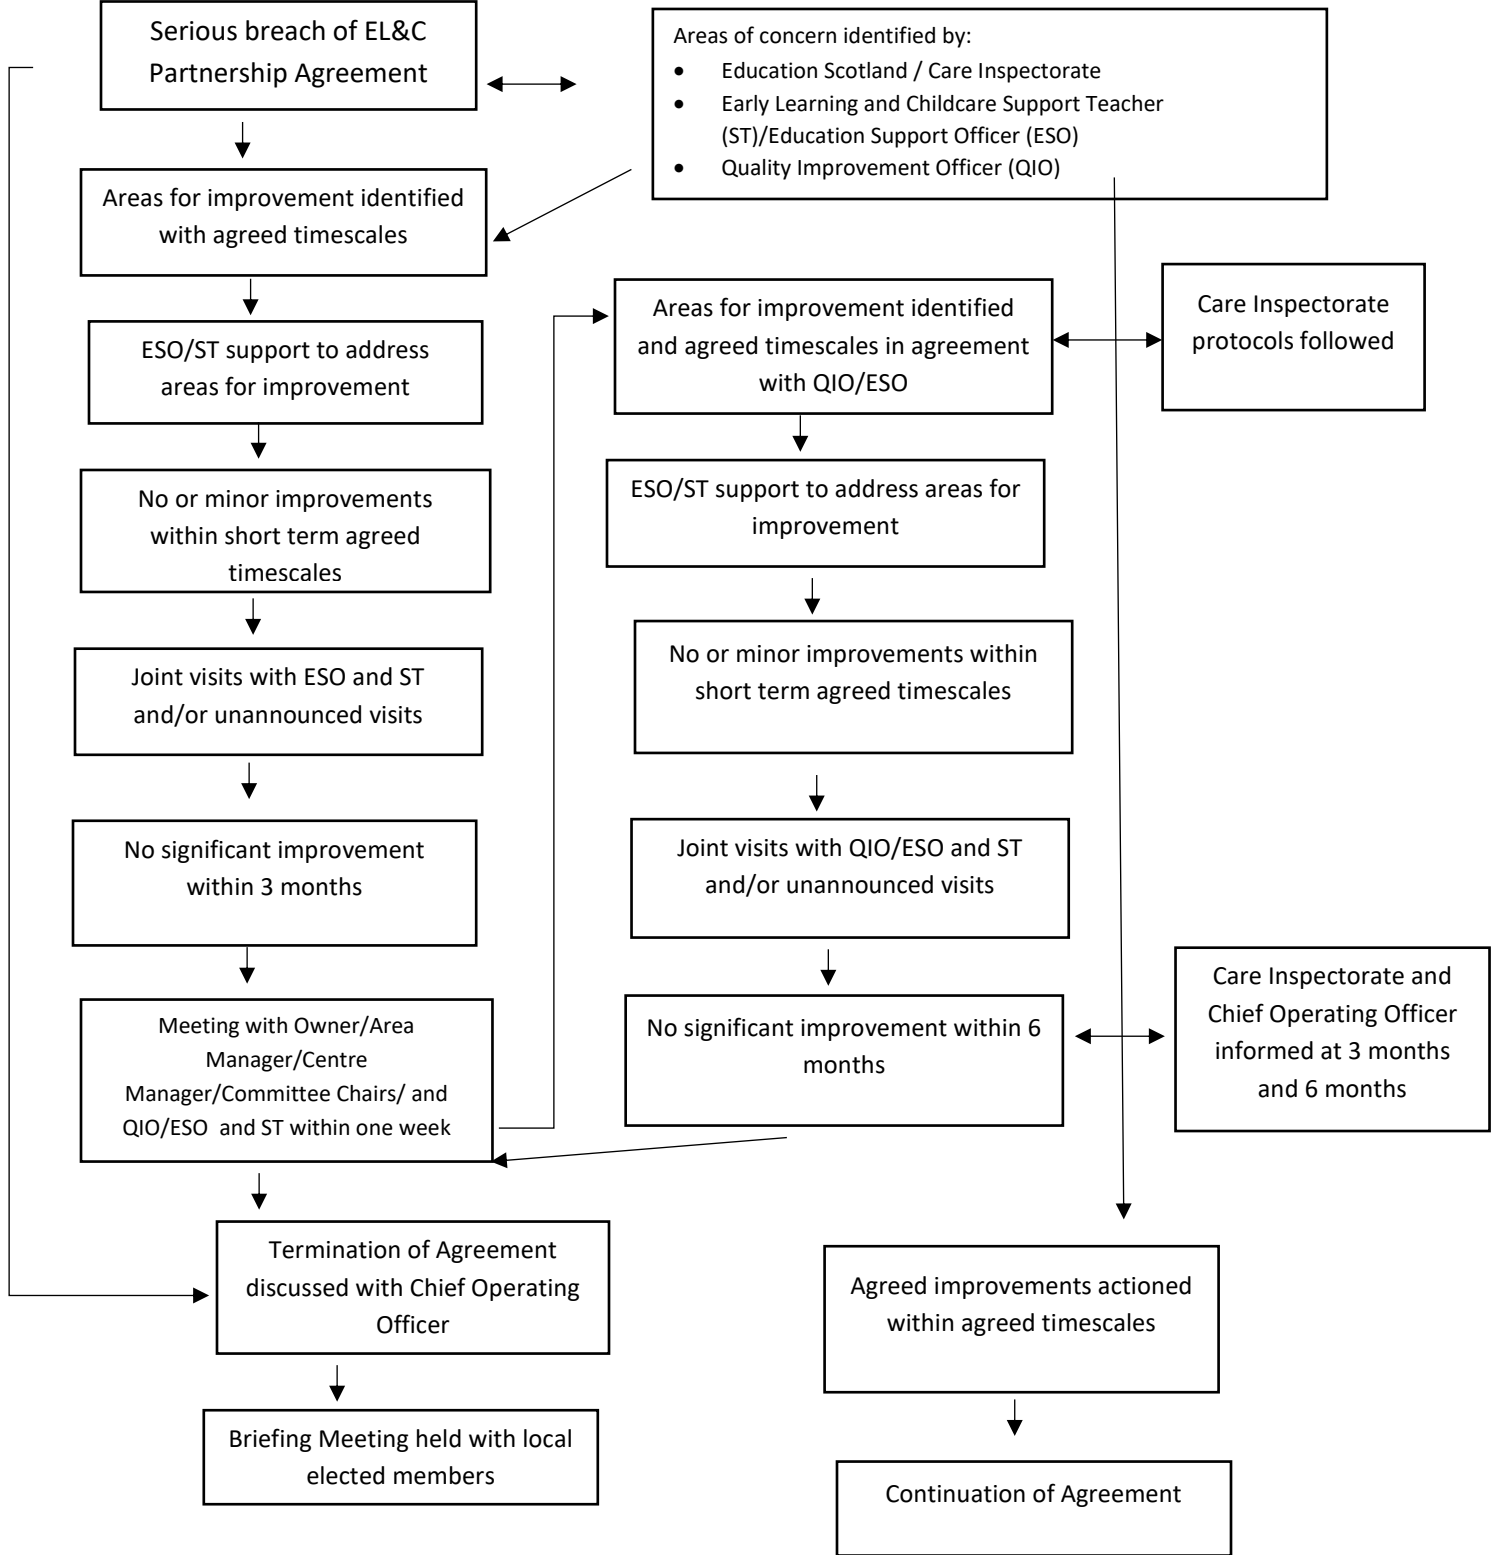 Serious breach of EL&C
Partnership Agreement
Areas of concern identified by:
• Education Scotland / Care Inspectorate
• Early Learning and Childcare Support Teacher
(ST)/Education Support Officer (ESO)
• Quality Improvement Officer (QIO)
Areas for improvement identified
with agreed timescales
ESO/ST support to address
areas for improvement
No or minor improvements
within short term agreed
timescales
Joint visits with ESO and ST
and/or unannounced visits
No significant improvement
within 3 months
Meeting with Owner/Area
Manager/Centre
Manager/Committee Chairs/ and
QIO/ESO and ST within one week
Termination of Agreement
discussed with Chief Operating
Officer
Briefing Meeting held with local
elected members
Areas for improvement identified
and agreed timescales in agreement
with QIO/ESO
Care Inspectorate
protocols followed
ESO/ST support to address areas for
improvement
No or minor improvements within
short term agreed timescales
Joint visits with QIO/ESO and ST
and/or unannounced visits
No significant improvement within 6
months
Care Inspectorate and
Chief Operating Officer
informed at 3 months
and 6 months
Agreed improvements actioned
within agreed timescales
Continuation of Agreement